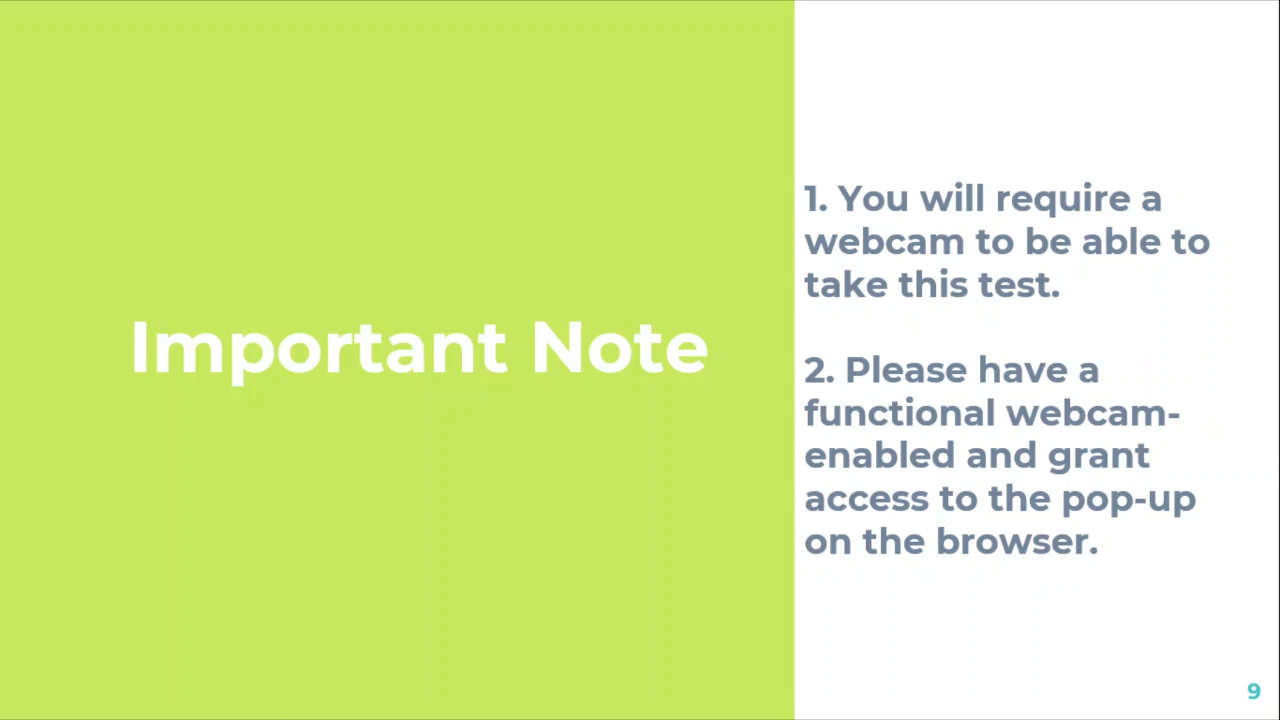 Important Note
1. You will require a
webcam to be able to
take this test.
2. Please have a
functional webcam-
enabled and grant
access to the pop-up
on the browser.
9